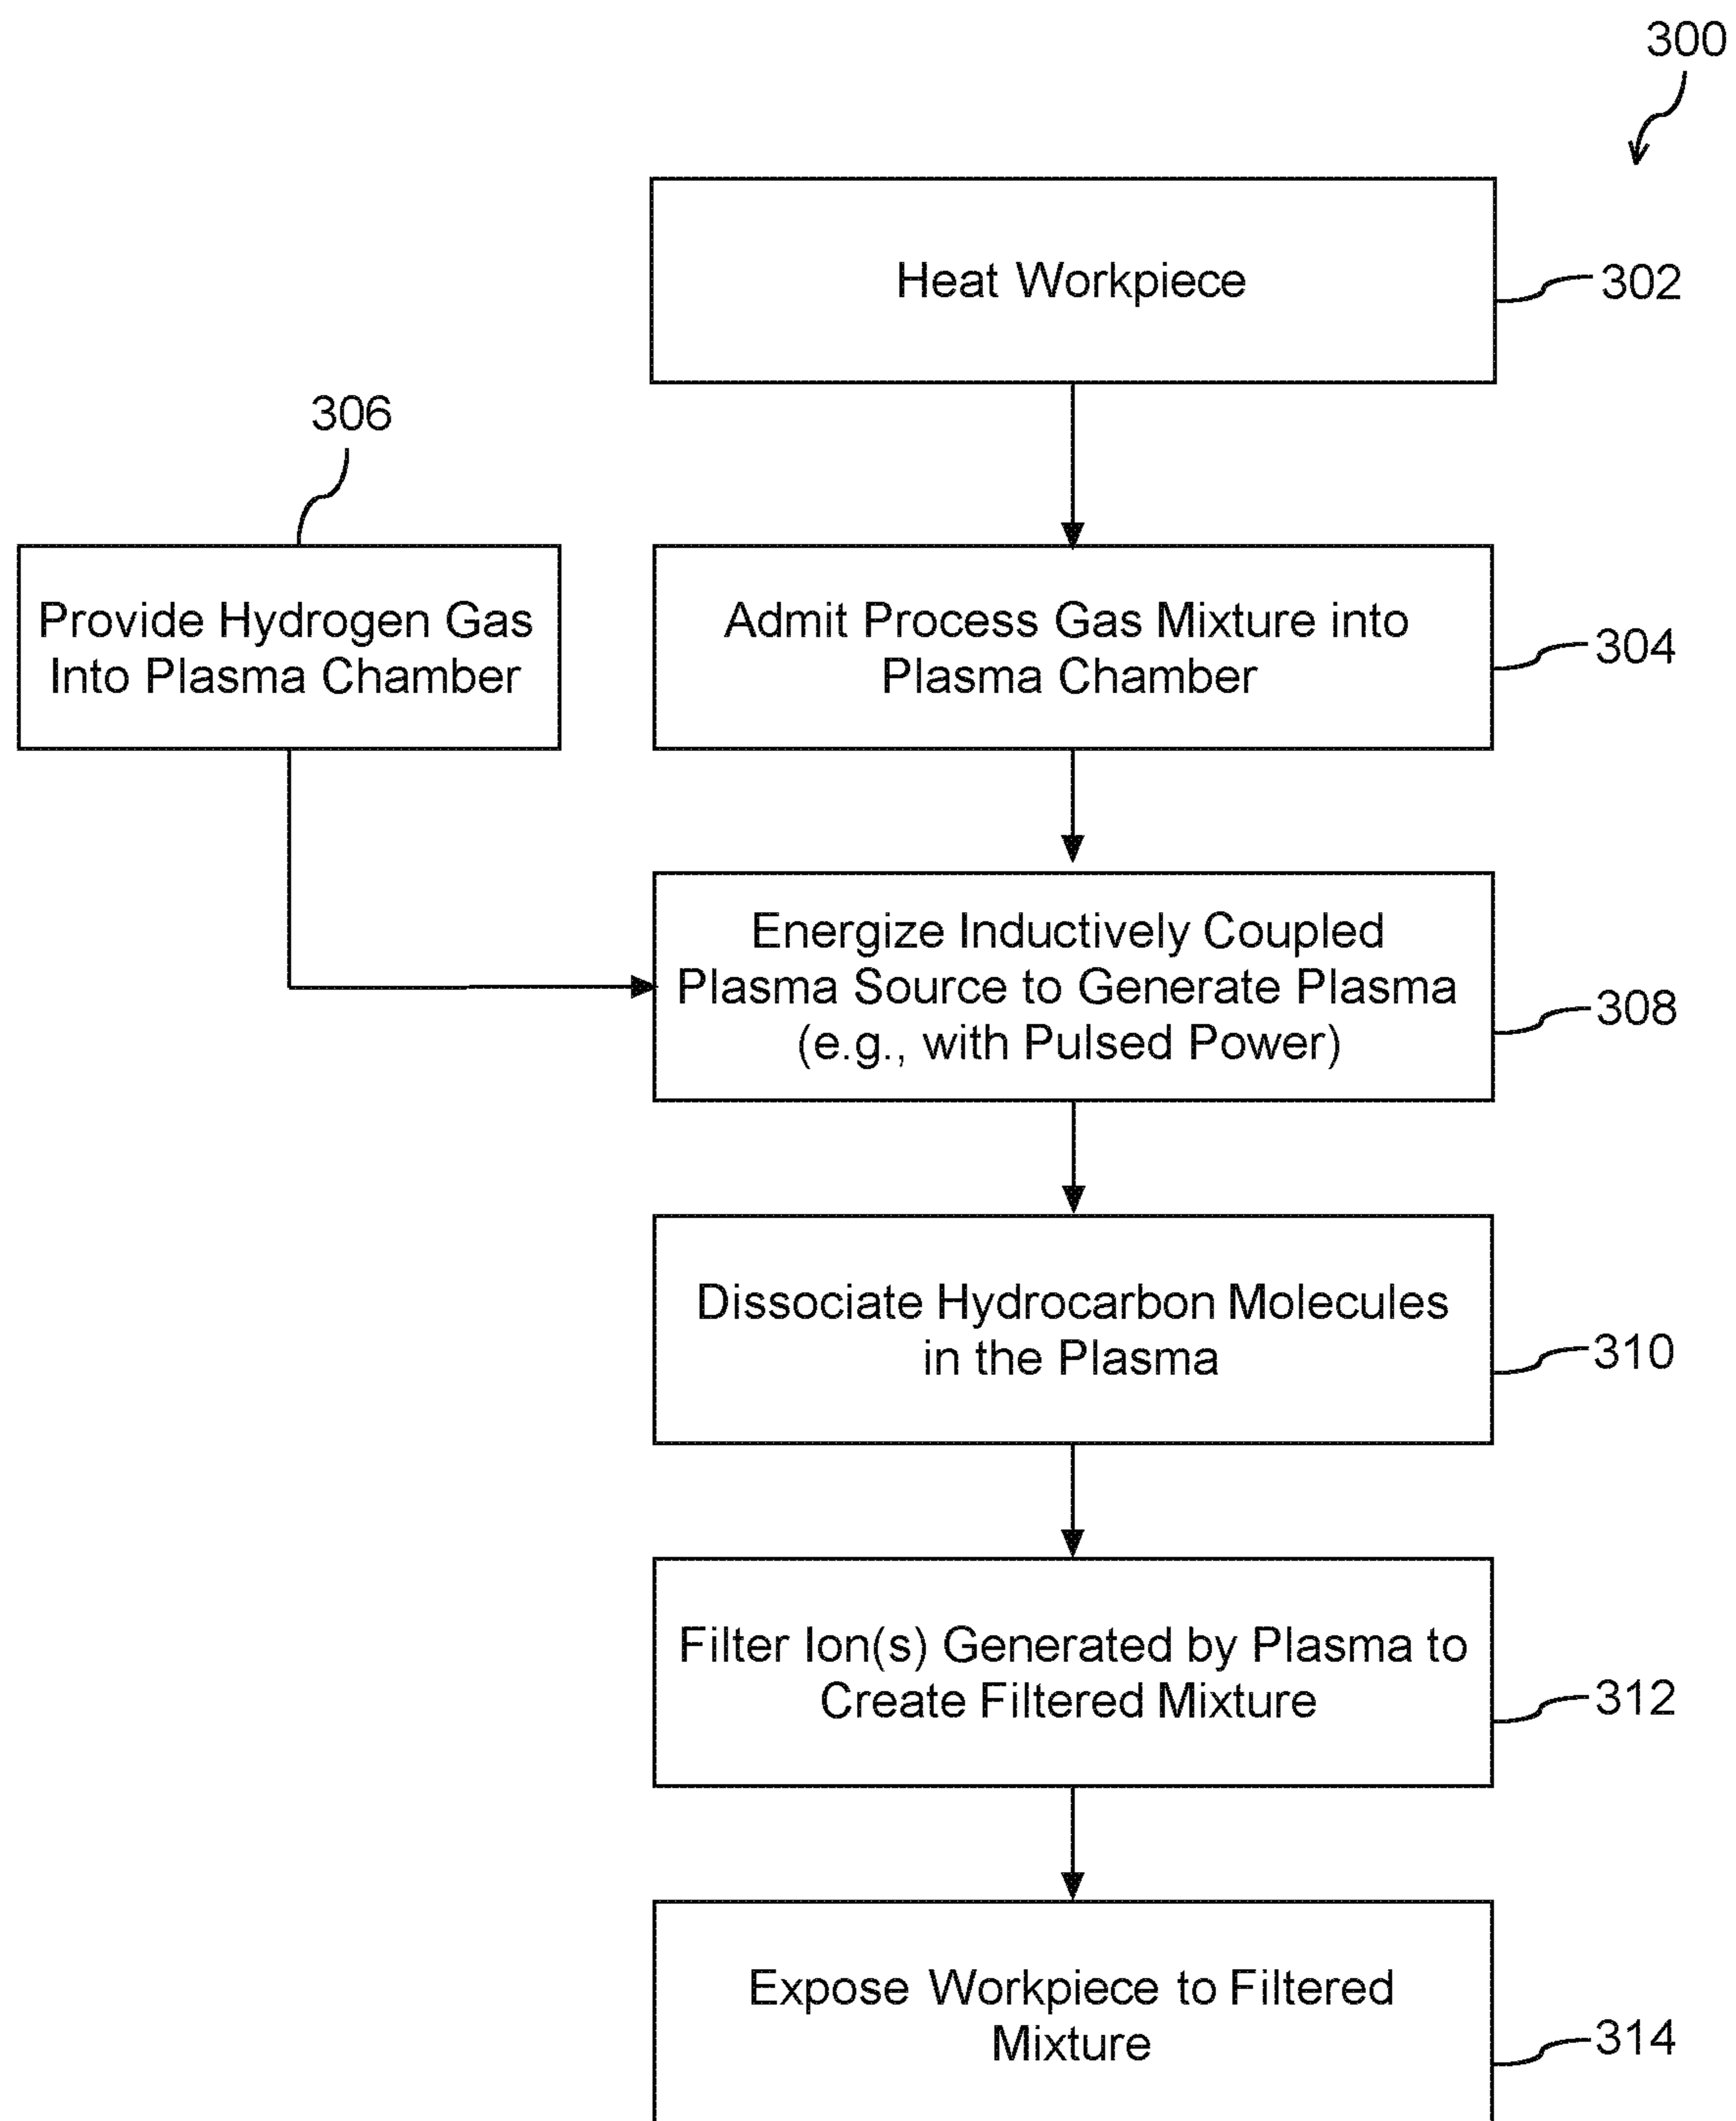 300
Heat Workpiece
302
306
Provide Hydrogen Gas
Into Plasma Chamber
Admit Process Gas Mixture into
Plasma Chamber
304
Energize Inductively Coupled
Plasma Source to Generate Plasma
(e.g., with Pulsed Power)
308
Dissociate Hydrocarbon Molecules
in the Plasma
310
Filter Ion(s) Generated by Plasma to
Create Filtered Mixture
312
Expose Workpiece to Filtered
Mixture
314